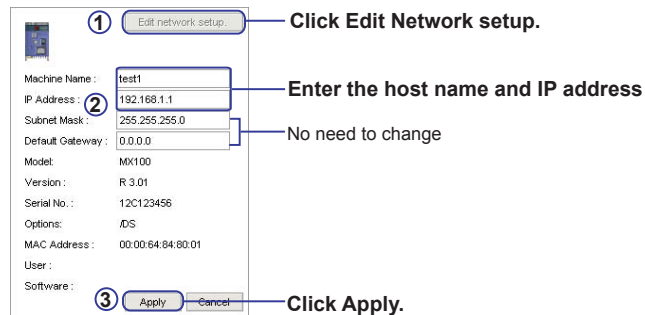 1 Edit network setup. Click Edit Network setup.
Machine Name : test1
Enter the host name and IP address
IP Address : 2 192.168.1.1
Subnet Mask : 255.255.255.0
No need to change
Default Gateway : 0.0.0.0
Model: MX100
Version : R 3.01
Serial No. : 12C123456
Options: /DS
MAC Address : 00:00:64:84:80:01
User :
Software :
3 Apply Cancel Click Apply.